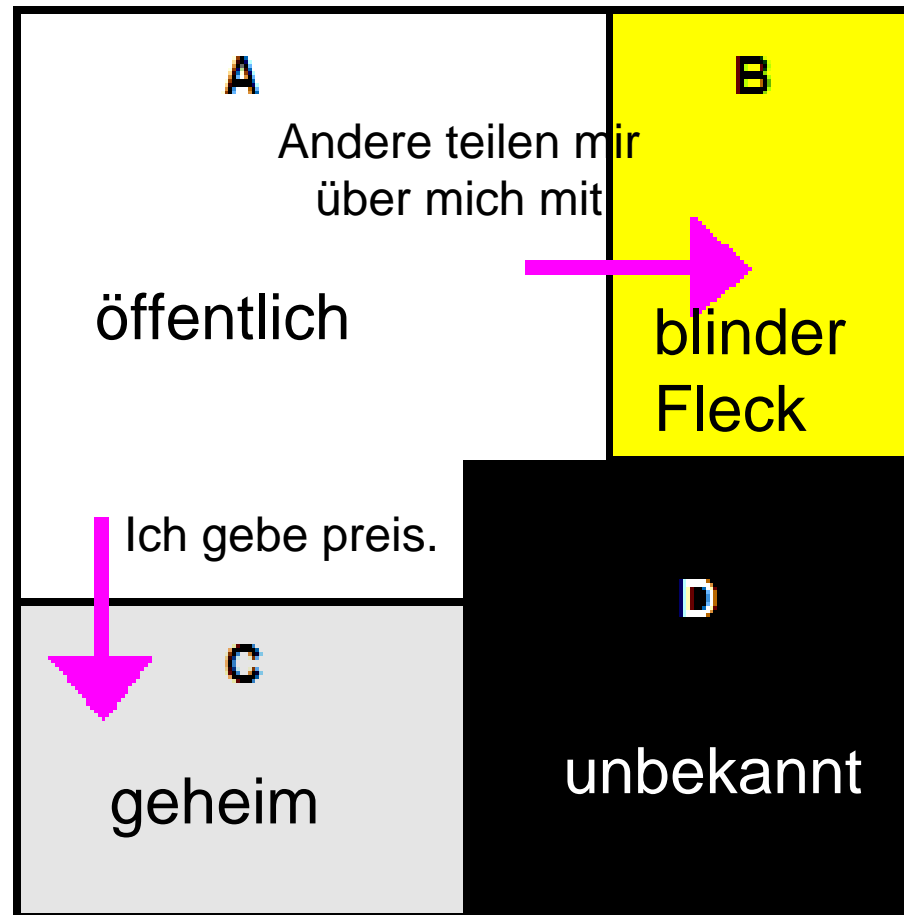 A
B
Andere teilen mir
über mich mit
öffentlich
blinder
Fleck
Ich gebe preis.
C
D
geheim
unbekannt